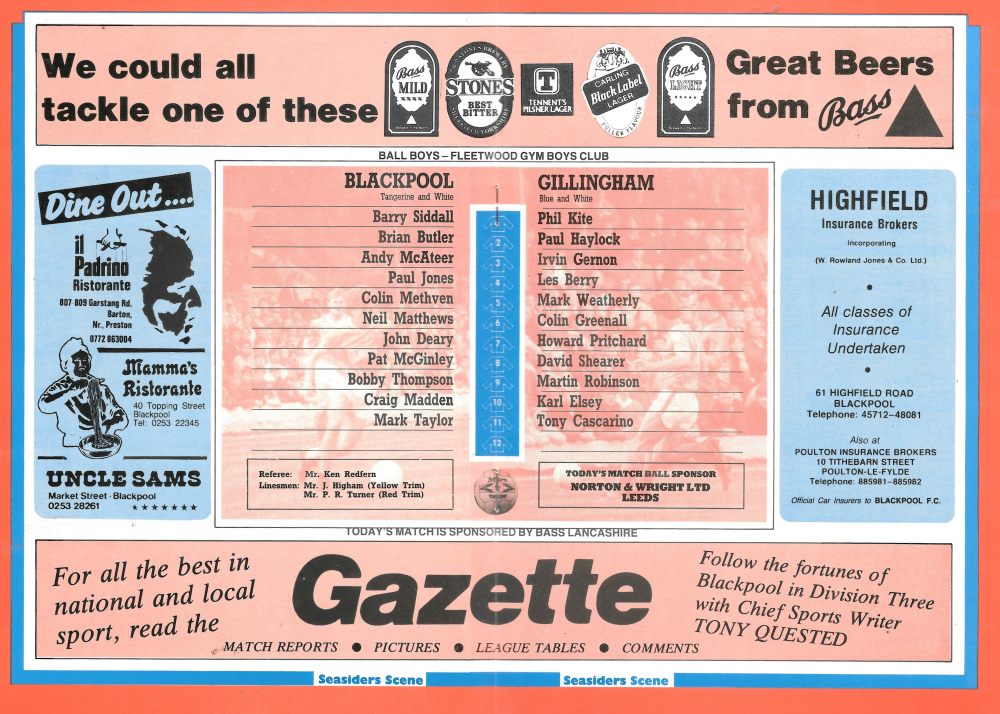 We could all
tackle one of these
Bass
MILD
STONES
BEST
BITTER
T
TENNENT'S
PILSNER LAGER
CARLING
Black Label
LAGER
Bass
LIGHT
Great Beers
from Bass
BALL BOYS – FLEETWOOD GYM BOYS CLUB
Dine Out ....
il
Padrino
Ristorante
807-809 Garstang Rd,
Barton,
Nr., Preston
0772 863004
Mamma's
Ristorante
40 Topping Street
Blackpool
Tel: 0253 22345
UNCLE SAMS
Market Street · Blackpool
0253 28261
BLACKPOOL
Tangerine and White
Barry Siddall
Brian Butler
Andy McAteer
Paul Jones
Colin Methven
Neil Matthews
John Deary
Pat McGinley
Bobby Thompson
Craig Madden
Mark Taylor
Referee: Mr. Ken Redfern
Linesmen: Mr. J. Higham (Yellow Trim)
Mr. P. R. Turner (Red Trim)
2
3
4
5
6
7
8
9
10
11
12
GILLINGHAM
Blue and White
Phil Kite
Paul Haylock
Irvin Gernon
Les Berry
Mark Weatherly
Colin Greenall
Howard Pritchard
David Shearer
Martin Robinson
Karl Elsey
Tony Cascarino
TODAY'S MATCH BALL SPONSOR
NORTON & WRIGHT LTD
LEEDS
HIGHFIELD
Insurance Brokers
Incorporating
(W. Rowland Jones & Co. Ltd.)
All classes of
Insurance
Undertaken
61 HIGHFIELD ROAD
BLACKPOOL
Telephone: 45712–48081
Also at
POULTON INSURANCE BROKERS
10 TITHEBARN STREET
POULTON-LE-FYLDE
Telephone: 885981–885982
Official Car Insurers to BLACKPOOL F.C.
TODAY'S MATCH IS SPONSORED BY BASS LANCASHIRE
For all the best in
national and local
sport, read the
Gazette
MATCH REPORTS ● PICTURES ● LEAGUE TABLES ● COMMENTS
Follow the fortunes of
Blackpool in Division Three
with Chief Sports Writer
TONY QUESTED
Seasiders Scene
Seasiders Scene